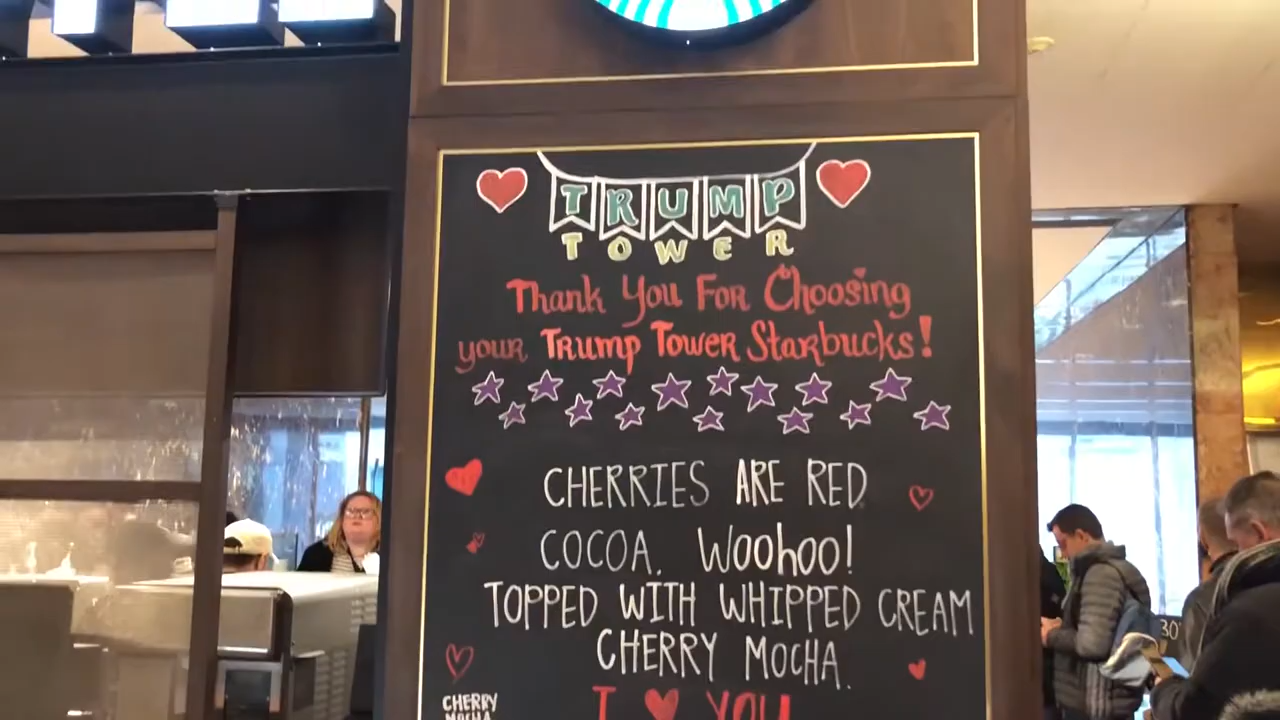 TRUMP
TOWER
Thank You For Choosing
your Trump Tower Starbucks!
CHERRIES ARE RED.
COCOA. Woohoo!
TOPPED WITH WHIPPED CREAM
CHERRY MOCHA.
I ♥ YOU
CHERRY
MOCHA